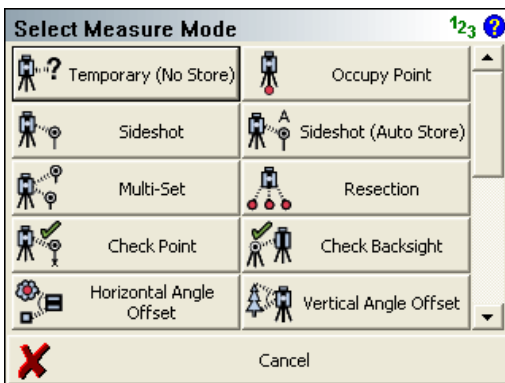 Select Measure Mode
123
?
? Temporary (No Store)
Occupy Point
Sideshot
A
Sideshot (Auto Store)
Multi-Set
Resection
Check Point
Check Backsight
Horizontal Angle
Offset
Vertical Angle Offset
Cancel